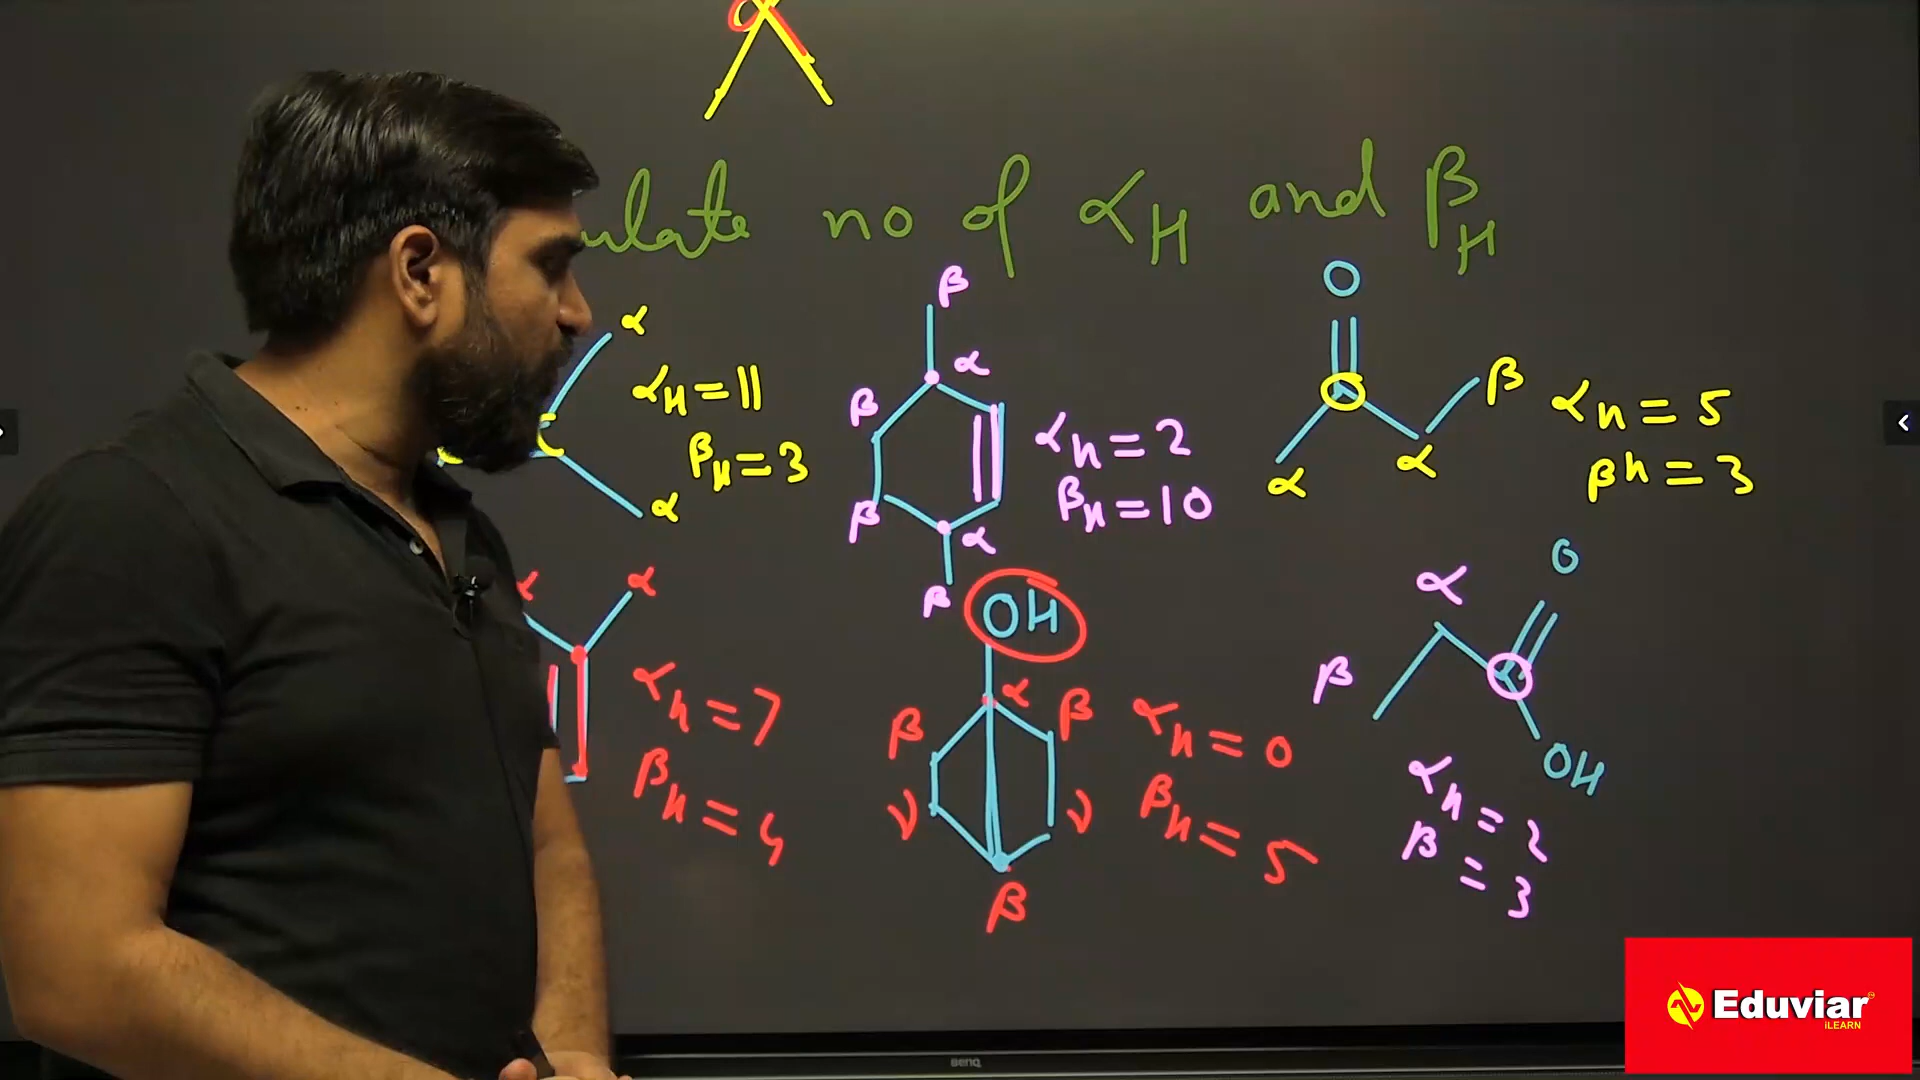 no of αH and βH
α
αH = 11
βH = 3
α
β
α
β
β
α
β
αH = 2
βH = 10
O
β
α
α
αH = 5
βH = 3
α
αH = 7
βH = 4
OH
α
β
β
ν
ν
β
αH = 0
βH = 5
O
α
β
OH
αH = 2
β = 3
BenQ
Eduviar
iLEARN